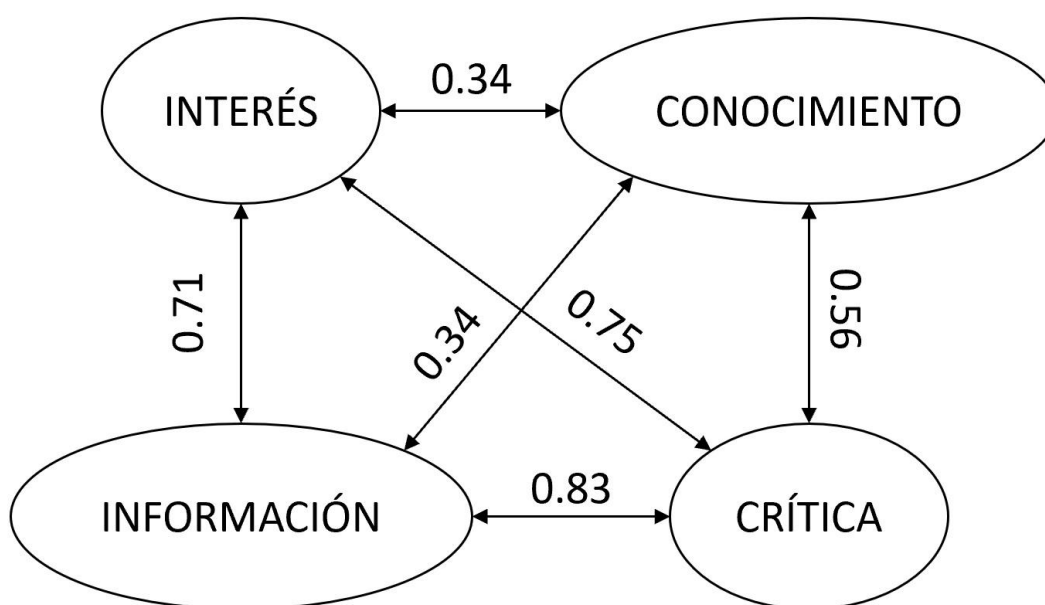 INTERÉS
0.34
CONOCIMIENTO
0.71
0.34
0.75
0.56
INFORMACIÓN
0.83
CRÍTICA